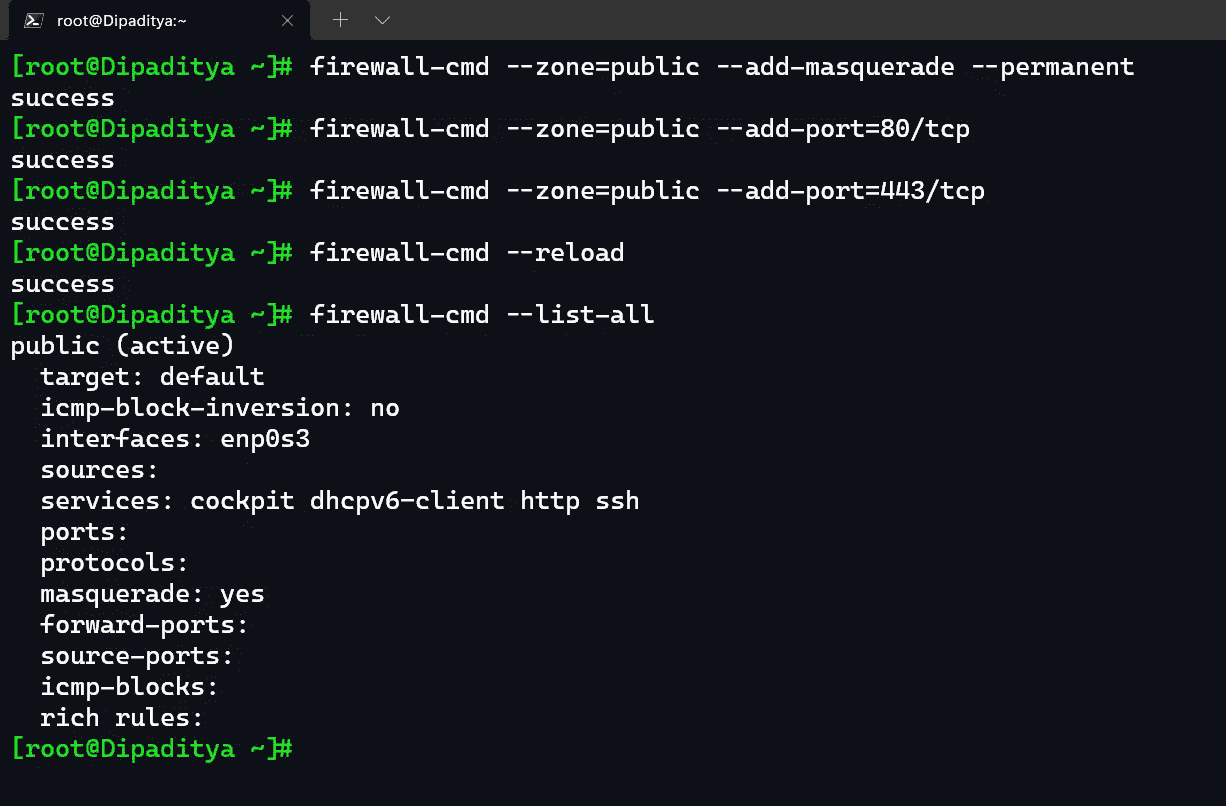 root@Dipaditya:~
[root@Dipaditya ~]# firewall-cmd --zone=public --add-masquerade --permanent
success
[root@Dipaditya ~]# firewall-cmd --zone=public --add-port=80/tcp
success
[root@Dipaditya ~]# firewall-cmd --zone=public --add-port=443/tcp
success
[root@Dipaditya ~]# firewall-cmd --reload
success
[root@Dipaditya ~]# firewall-cmd --list-all
public (active)
  target: default
  icmp-block-inversion: no
  interfaces: enp0s3
  sources:
  services: cockpit dhcpv6-client http ssh
  ports:
  protocols:
  masquerade: yes
  forward-ports:
  source-ports:
  icmp-blocks:
  rich rules:
[root@Dipaditya ~]#